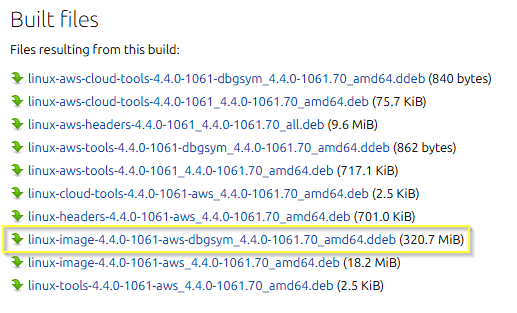 Built files
Files resulting from this build:
linux-aws-cloud-tools-4.4.0-1061-dbgsym_4.4.0-1061.70_amd64.ddeb (840 bytes)
linux-aws-cloud-tools-4.4.0-1061_4.4.0-1061.70_amd64.deb (75.7 KiB)
linux-aws-headers-4.4.0-1061_4.4.0-1061.70_all.deb (9.6 MiB)
linux-aws-tools-4.4.0-1061-dbgsym_4.4.0-1061.70_amd64.ddeb (862 bytes)
linux-aws-tools-4.4.0-1061_4.4.0-1061.70_amd64.deb (717.1 KiB)
linux-cloud-tools-4.4.0-1061-aws_4.4.0-1061.70_amd64.deb (2.5 KiB)
linux-headers-4.4.0-1061-aws_4.4.0-1061.70_amd64.deb (701.0 KiB)
linux-image-4.4.0-1061-aws-dbgsym_4.4.0-1061.70_amd64.ddeb (320.7 MiB)
linux-image-4.4.0-1061-aws_4.4.0-1061.70_amd64.deb (18.2 MiB)
linux-tools-4.4.0-1061-aws_4.4.0-1061.70_amd64.deb (2.5 KiB)